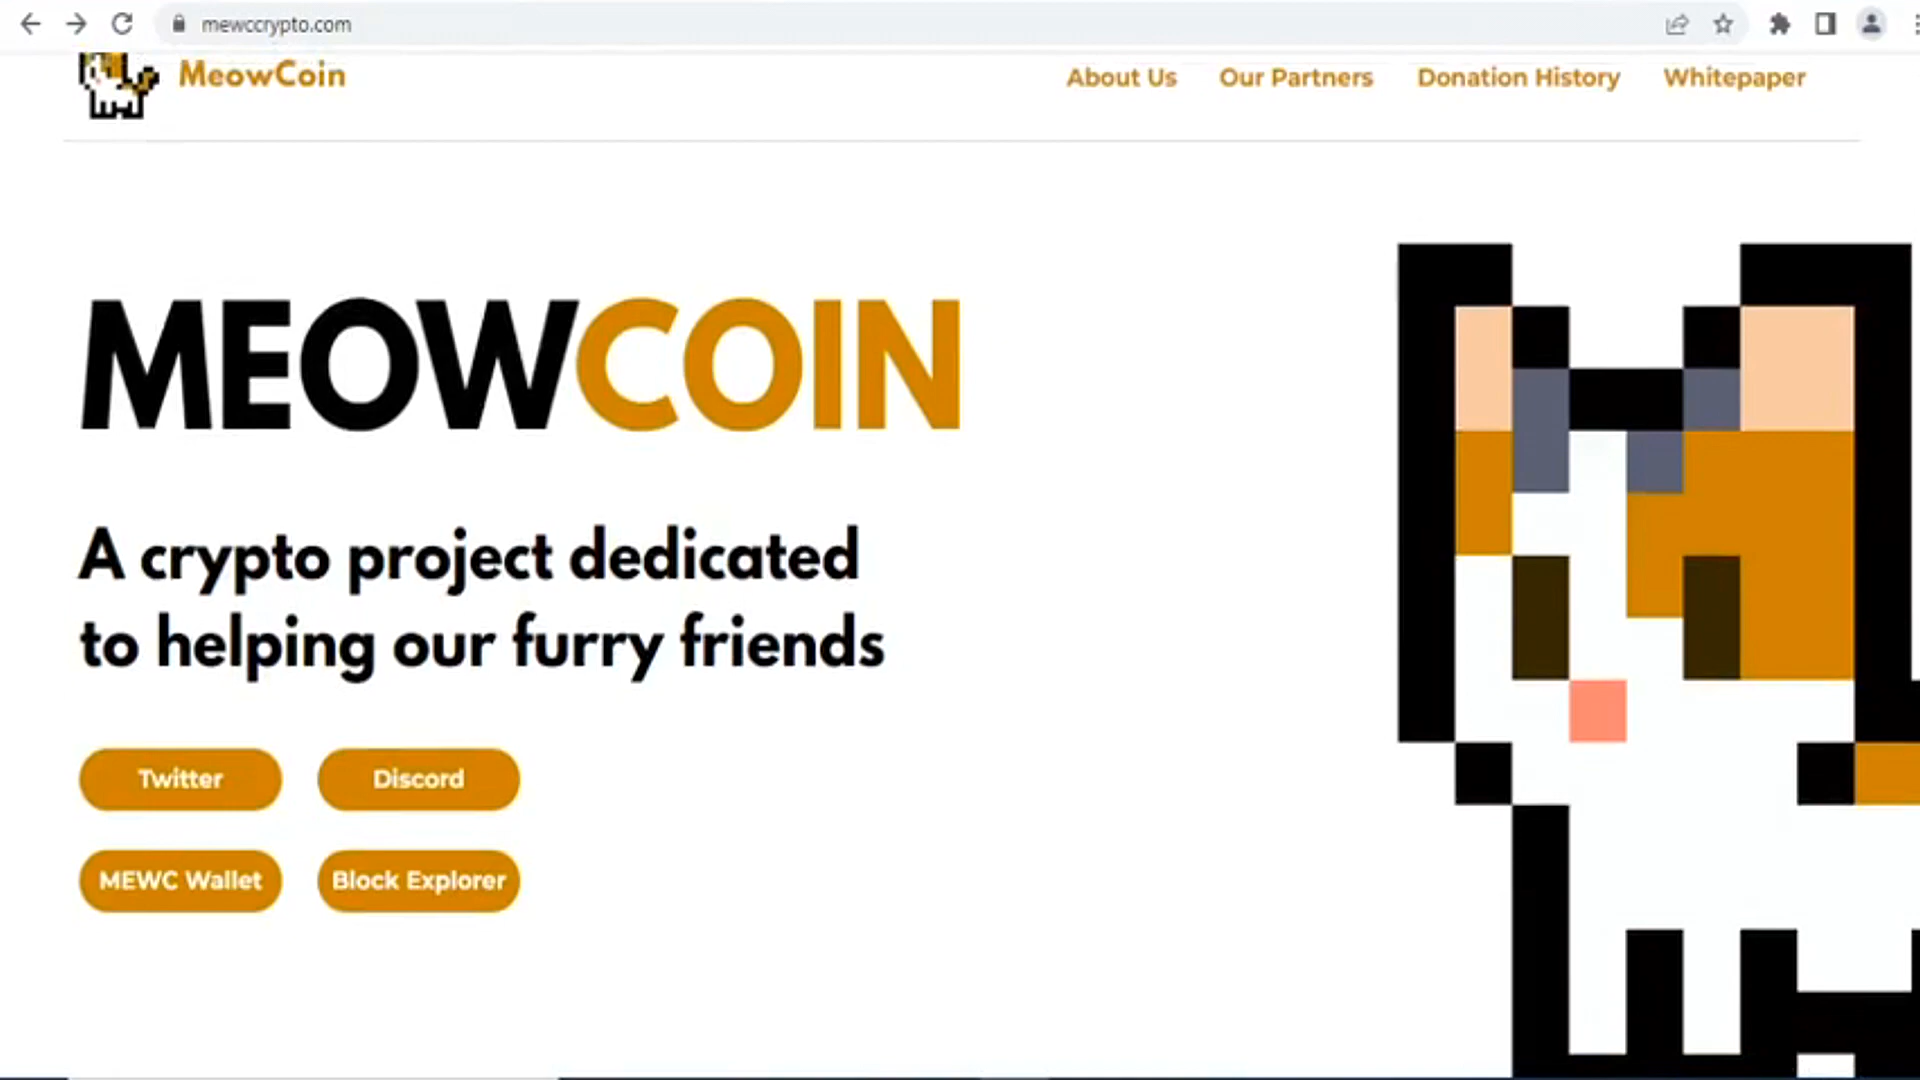 mewccrypto.com
MeowCoin
About Us
Our Partners
Donation History
Whitepaper
MEOWCOIN
A crypto project dedicated
to helping our furry friends
Twitter
Discord
MEWC Wallet
Block Explorer